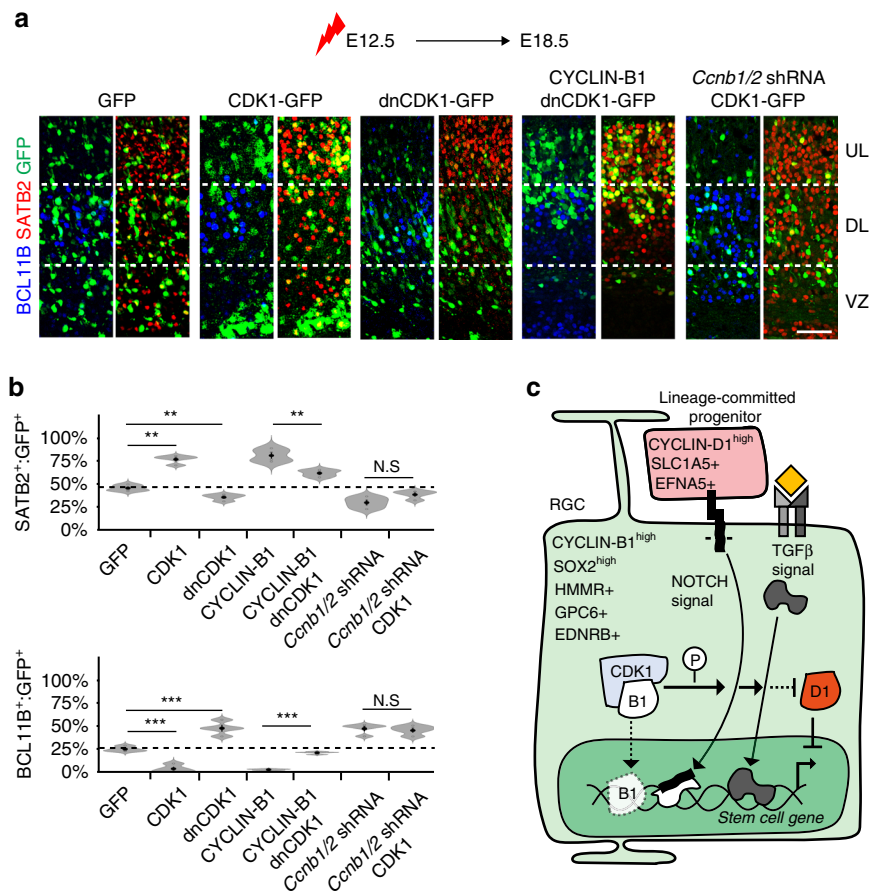 a
E12.5
E18.5
GFP
CDK1-GFP
dnCDK1-GFP
CYCLIN-B1
dnCDK1-GFP
Ccnb1/2 shRNA
CDK1-GFP
BCL11B SATB2 GFP
UL
DL
VZ
b
SATB2+:GFP+
100%
75%
50%
25%
0%
**
**
**
N.S
GFP
CDK1
dnCDK1
CYCLIN-B1
CYCLIN-B1
dnCDK1
Ccnb1/2 shRNA
Ccnb1/2 shRNA
CDK1
BCL11B+:GFP+
100%
75%
50%
25%
0%
***
***
***
N.S
GFP
CDK1
dnCDK1
CYCLIN-B1
CYCLIN-B1
dnCDK1
Ccnb1/2 shRNA
Ccnb1/2 shRNA
CDK1
c
Lineage-committed
progenitor
CYCLIN-D1high
SLC1A5+
EFNA5+
RGC
CYCLIN-B1high
SOX2high
HMMR+
GPC6+
EDNRB+
NOTCH
signal
TGFβ
signal
CDK1
B1
P
D1
B1
Stem cell gene